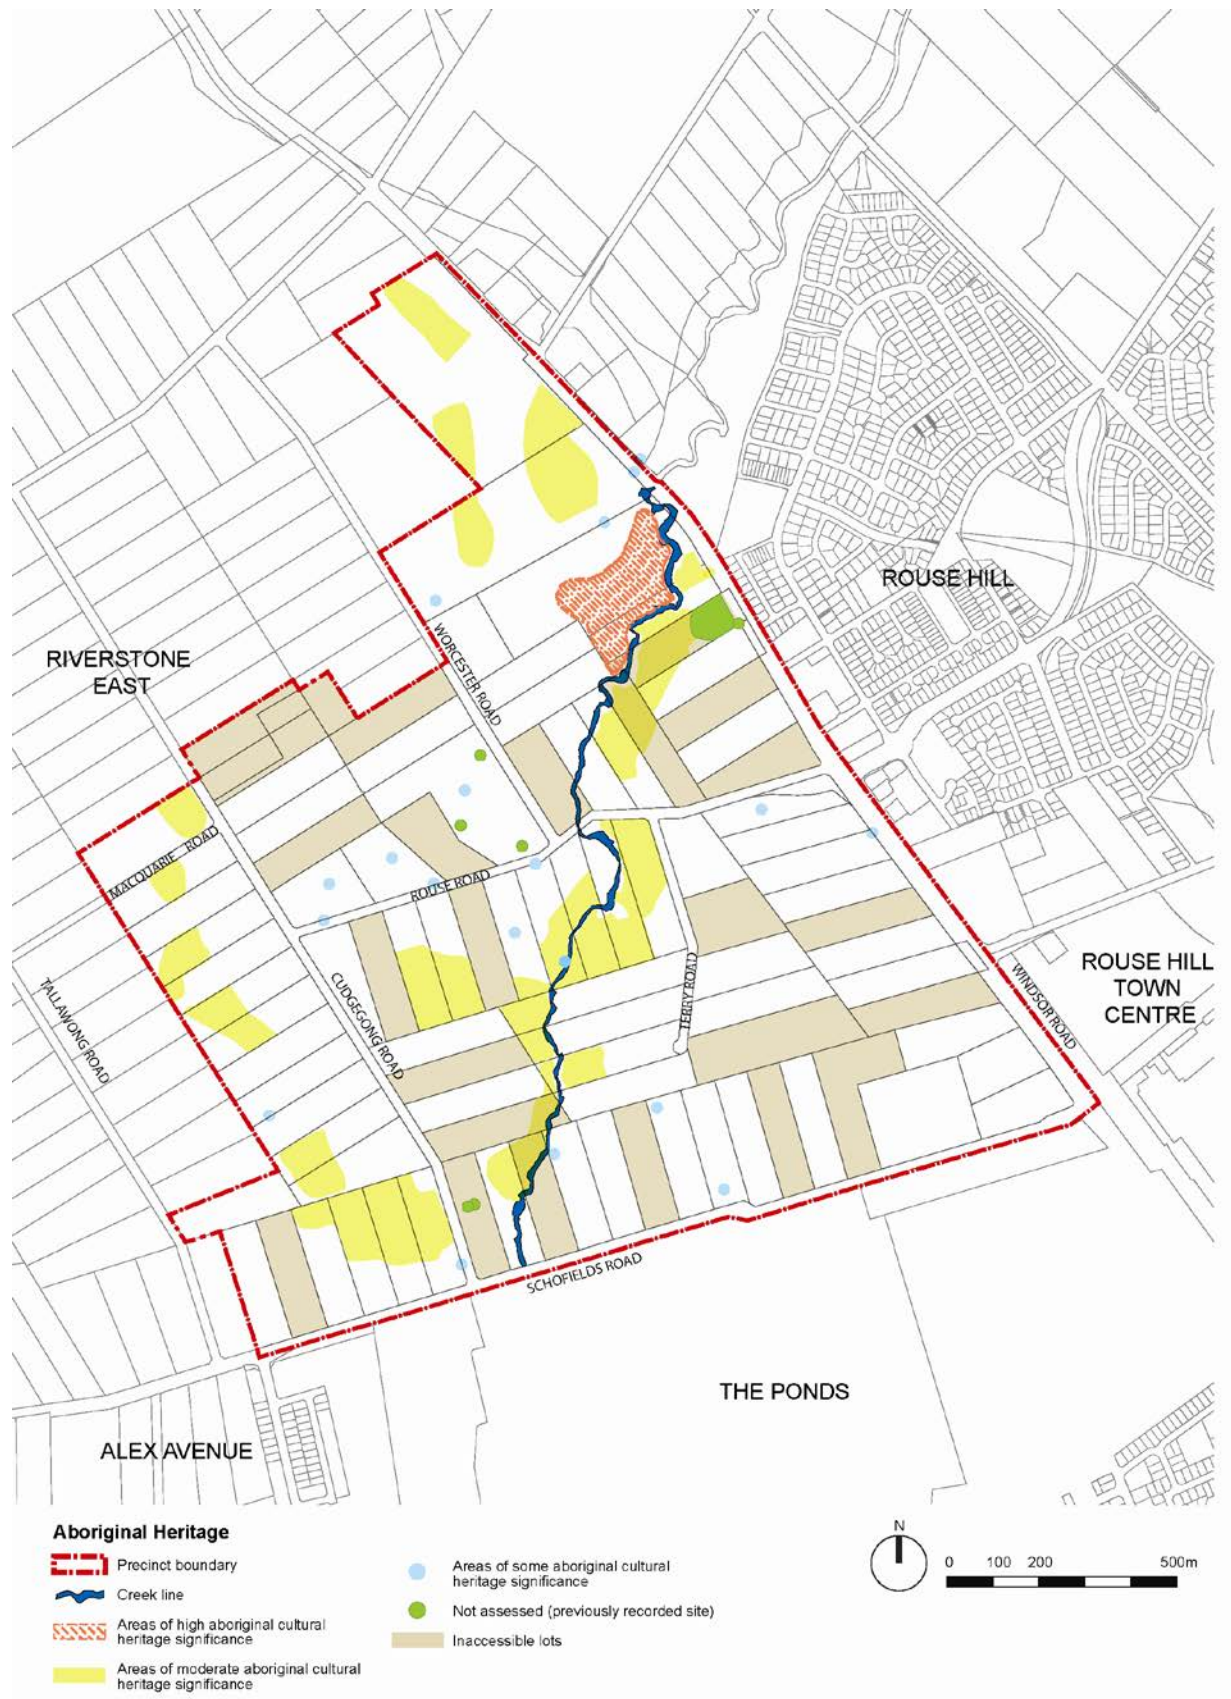 ROUSE HILL
WORCESTER ROAD
RIVERSTONE
EAST
MACQUARIE ROAD
ROUSE ROAD
TALLAWONG ROAD
CUDGEGONG ROAD
TERRY ROAD
WINDSOR ROAD
ROUSE HILL
TOWN
CENTRE
SCHOFIELDS ROAD
THE PONDS
ALEX AVENUE
Aboriginal Heritage
Precinct boundary
Creek line
Areas of high aboriginal cultural
heritage significance
Areas of moderate aboriginal cultural
heritage significance
Areas of some aboriginal cultural
heritage significance
Not assessed (previously recorded site)
Inaccessible lots
N
0 100 200 500m